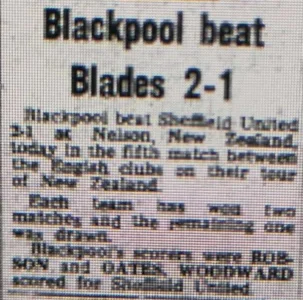 Blackpool beat
Blades 2-1
Blackpool beat Sheffield United
2-1 at Nelson, New Zealand,
today in the fifth match between
the English clubs on their tour
of New Zealand.
Each team has won two
matches and the remaining one
was drawn.
Blackpool's scorers were ROB-
SON and OATES, WOODWARD
scored for Sheffield United